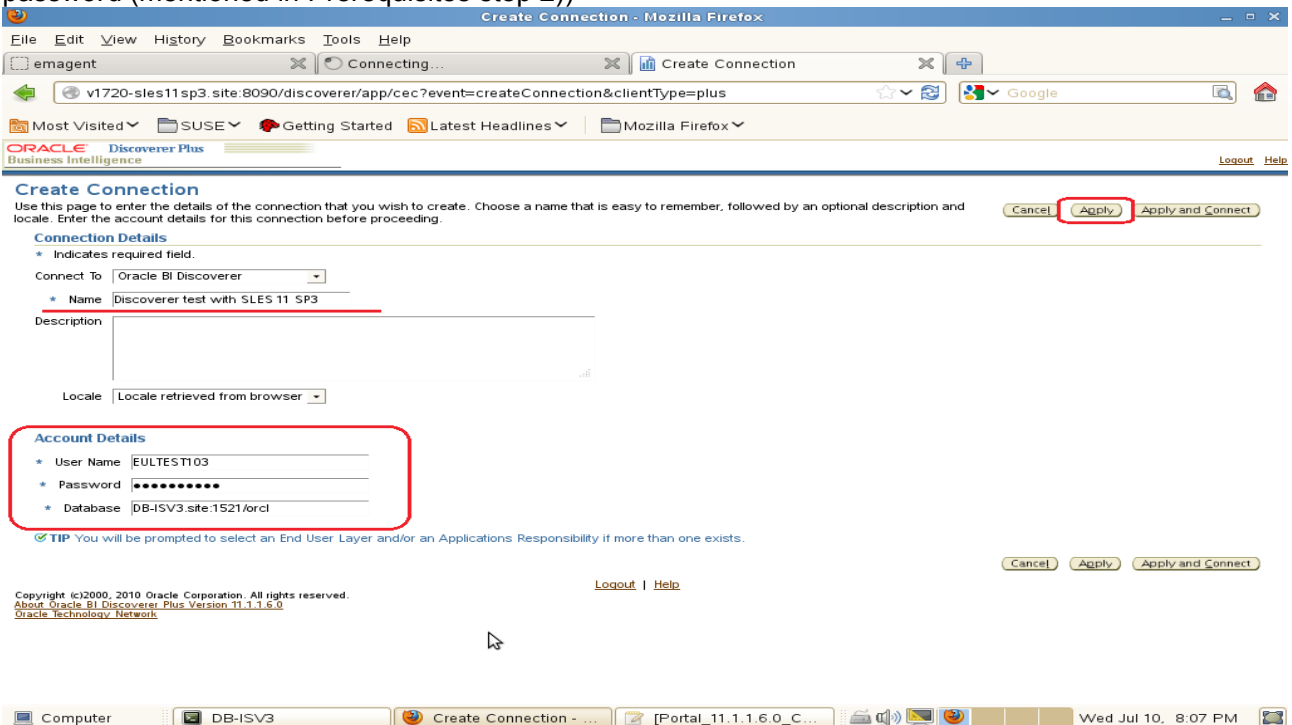 password (mentioned in Prerequisites step 2))
Create Connection - Mozilla Firefox
File Edit View History Bookmarks Tools Help
emagent Connecting... Create Connection
v1720-sles11sp3.site:8090/discoverer/app/cec?event=createConnection&clientType=plus Google
Most Visited SUSE Getting Started Latest Headlines Mozilla Firefox
ORACLE Discoverer Plus
Business Intelligence
Logout Help
Create Connection
Use this page to enter the details of the connection that you wish to create. Choose a name that is easy to remember, followed by an optional description and
locale. Enter the account details for this connection before proceeding.
Cancel Apply Apply and Connect
Connection Details
* Indicates required field.
Connect To Oracle BI Discoverer
* Name Discoverer test with SLES 11 SP3
Description
Locale Locale retrieved from browser
Account Details
* User Name EULTEST103
* Password ••••••••••
* Database DB-ISV3.site:1521/orcl
TIP You will be prompted to select an End User Layer and/or an Applications Responsibility if more than one exists.
Cancel Apply Apply and Connect
Logout | Help
Copyright (c)2000, 2010 Oracle Corporation. All rights reserved.
About Oracle BI Discoverer Plus Version 11.1.1.6.0
Oracle Technology Network
Computer DB-ISV3 Create Connection - ... [Portal_11.1.1.6.0_C... Wed Jul 10, 8:07 PM